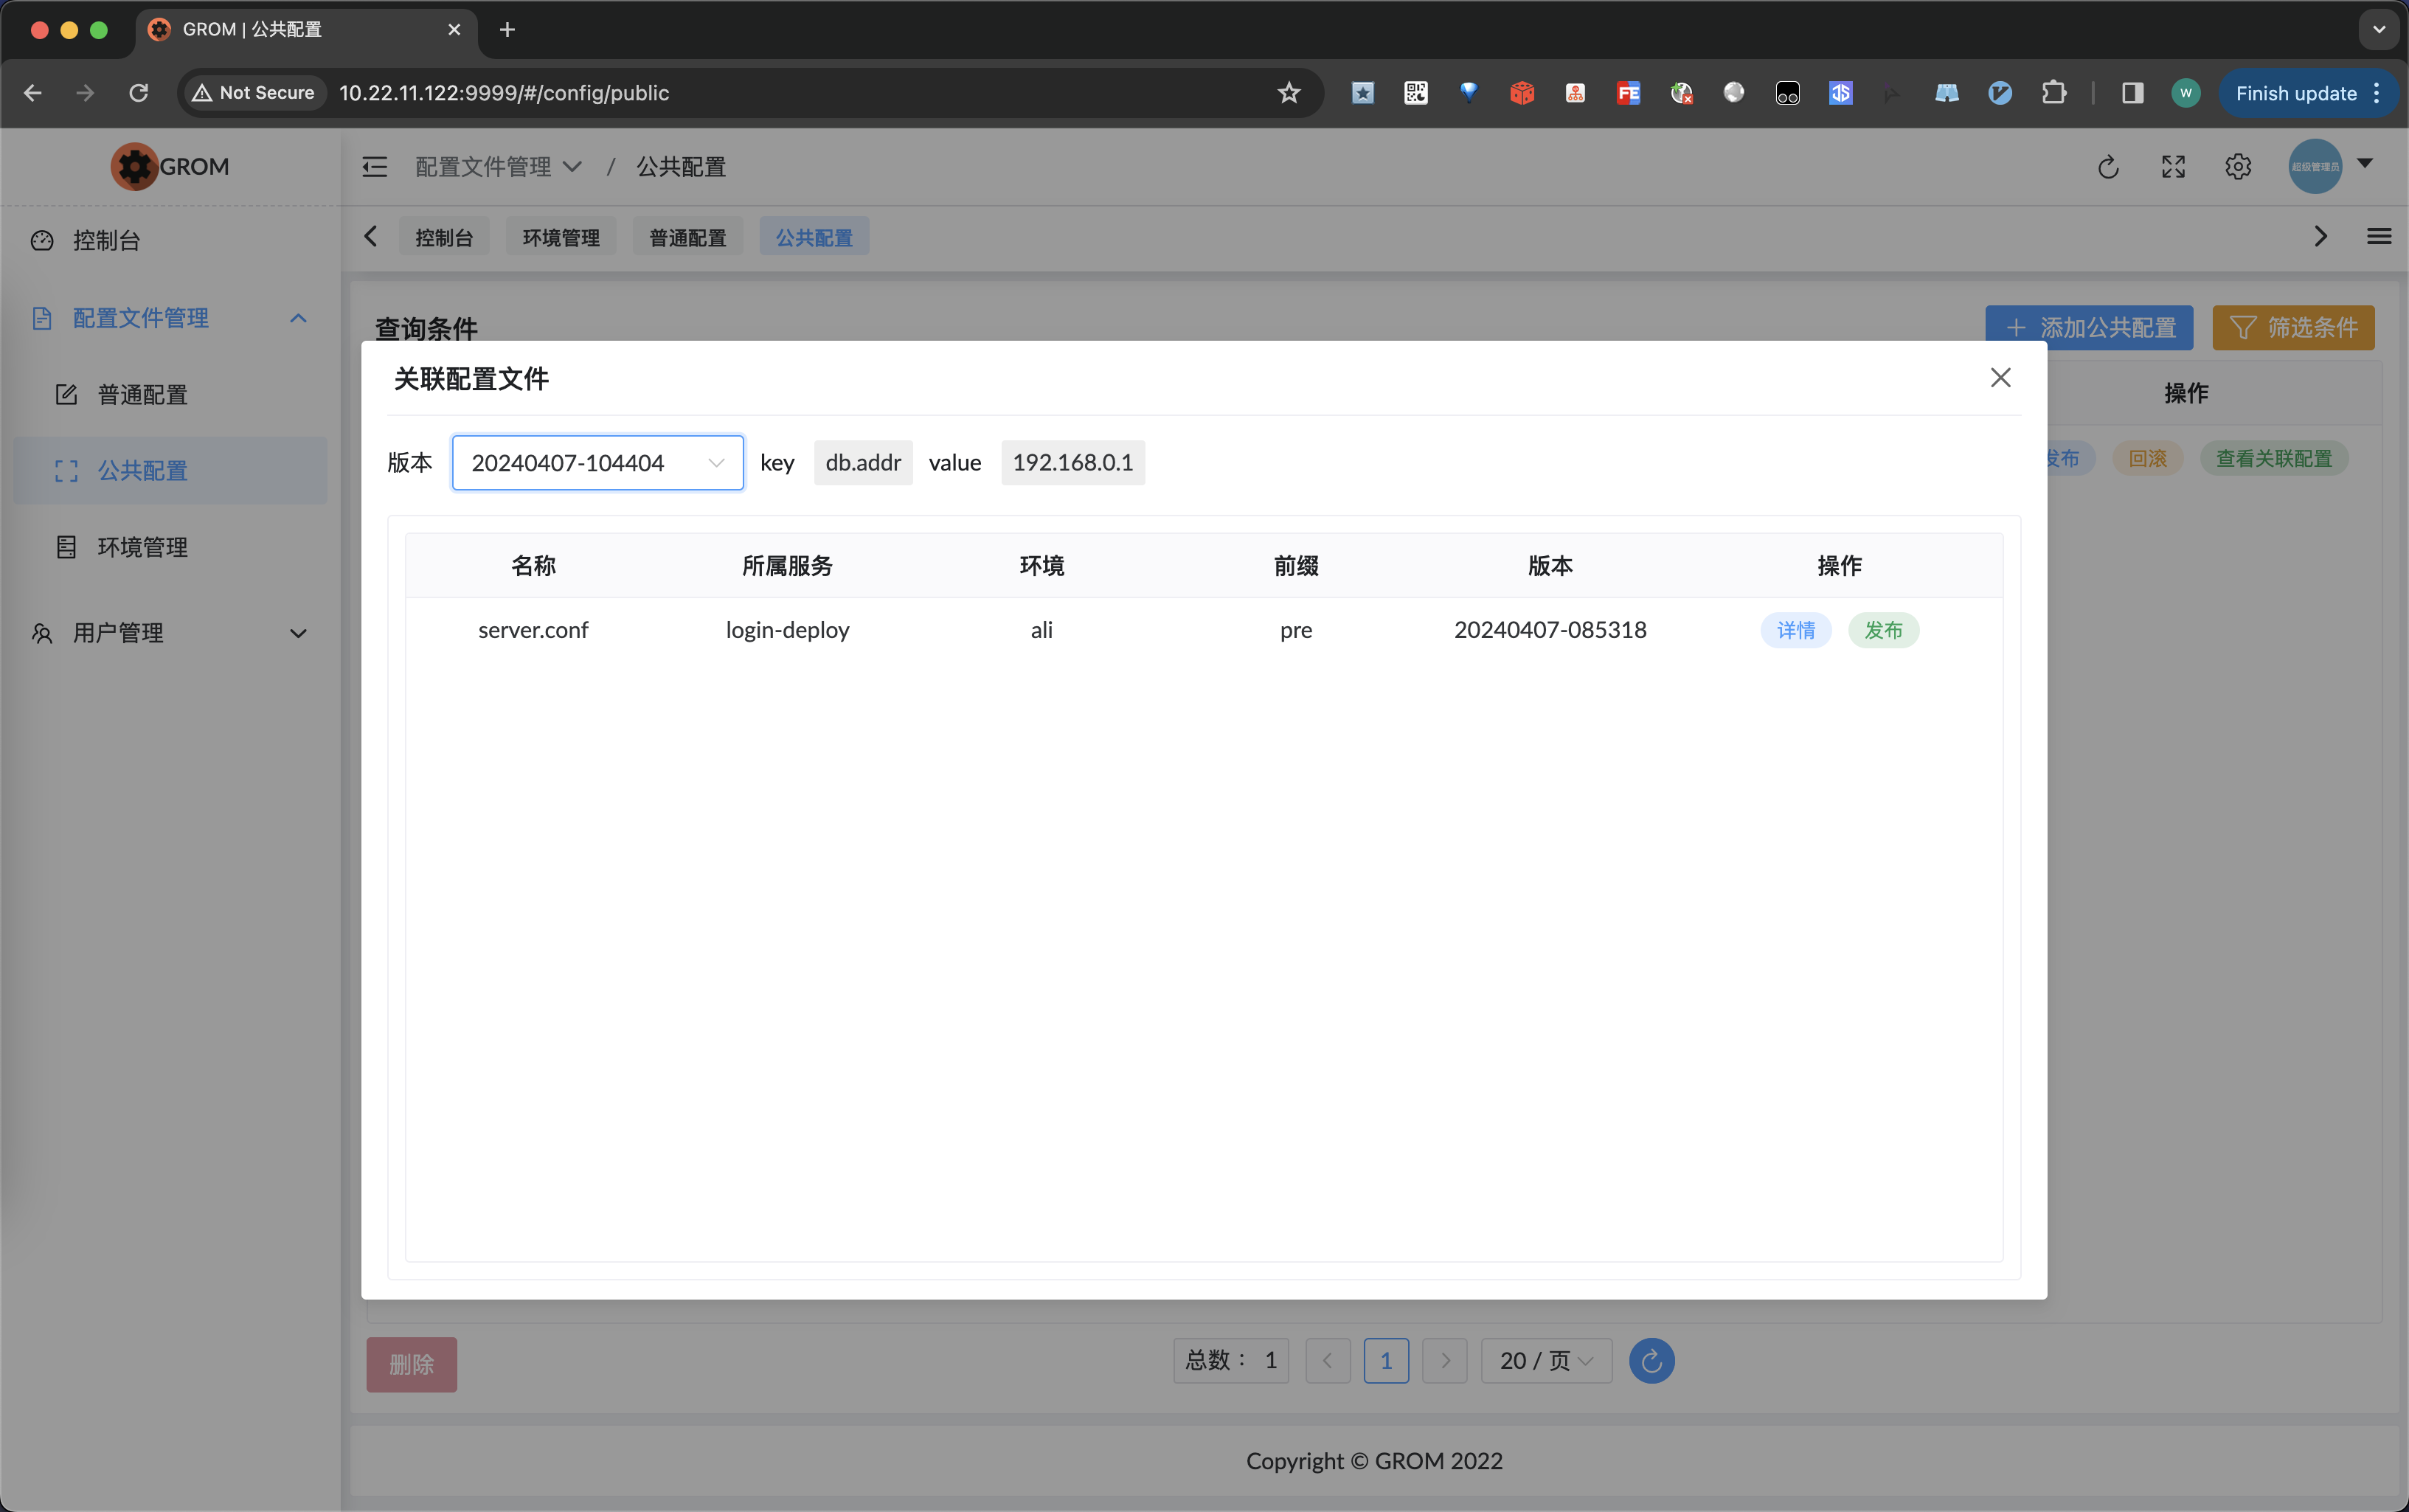 GROM | 公共配置
Not Secure 10.22.11.122:9999/#/config/public
FE
JS
W
Finish update
GROM
配置文件管理 / 公共配置
超级管理员
控制台
控制台 环境管理 普通配置 公共配置
配置文件管理
查询条件
添加公共配置 筛选条件
关联配置文件
操作
普通配置
版本 20240407-104404 key db.addr value 192.168.0.1
发布 回滚 查看关联配置
公共配置
环境管理
名称 所属服务 环境 前缀 版本 操作
server.conf login-deploy ali pre 20240407-085318 详情 发布
用户管理
删除
总数： 1 1 20 / 页
Copyright © GROM 2022